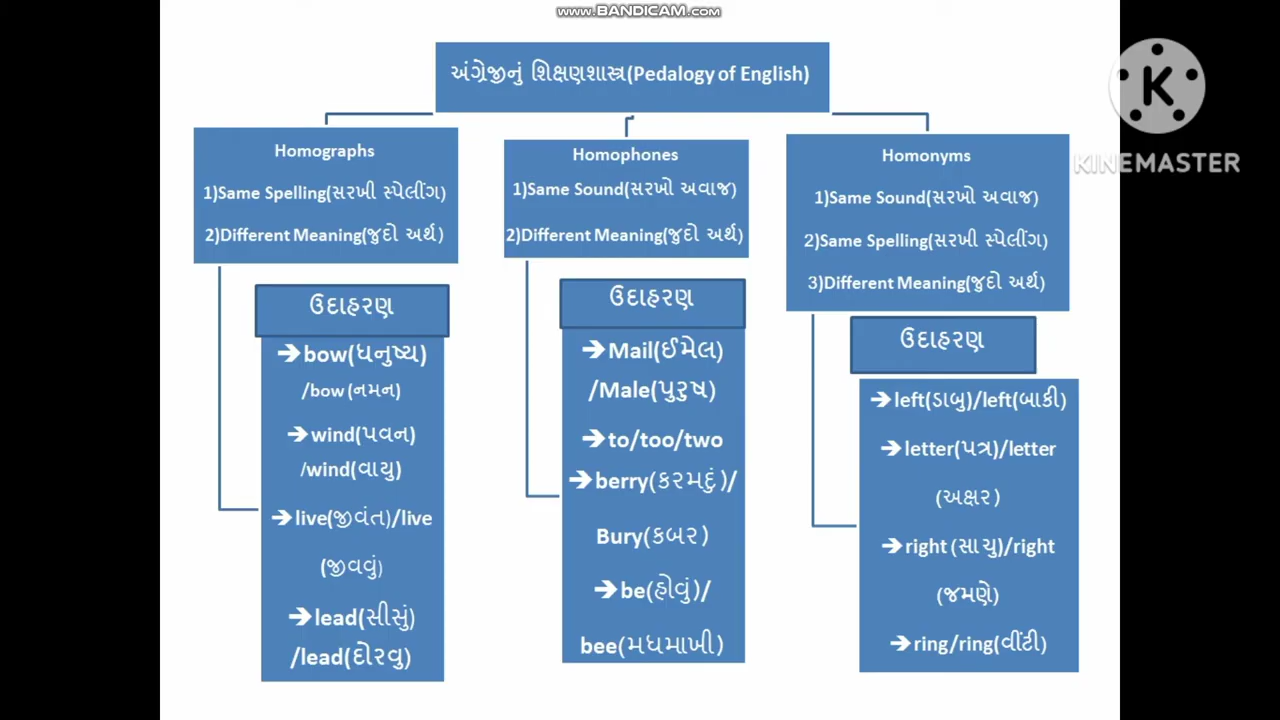 www.BANDICAM.com
અંગ્રેજીનું શિક્ષણશાસ્ત્ર(Pedalogy of English)
KINEMASTER
Homographs
1)Same Spelling(સરખી સ્પેલીંગ)
2)Different Meaning(જુદો અર્થ)
ઉદાહરણ
➔bow(ધનુષ્ય)
/bow (નમન)
➔wind(પવન)
/wind(વાયુ)
➔live(જીવંત)/live
(જીવવું)
➔lead(સીસું)
/lead(દોરવુ)
Homophones
1)Same Sound(સરખો અવાજ)
2)Different Meaning(જુદો અર્થ)
ઉદાહરણ
➔Mail(ઈમેલ)
/Male(પુરુષ)
➔to/too/two
➔berry(કરમદું)/
Bury(કબર)
➔be(હોવું)/
bee(મધમાખી)
Homonyms
1)Same Sound(સરખો અવાજ)
2)Same Spelling(સરખી સ્પેલીંગ)
3)Different Meaning(જુદો અર્થ)
ઉદાહરણ
➔left(ડાબુ)/left(બાકી)
➔letter(પત્ર)/letter
(અક્ષર)
➔right (સાચુ)/right
(જમણે)
➔ring/ring(વીંટી)